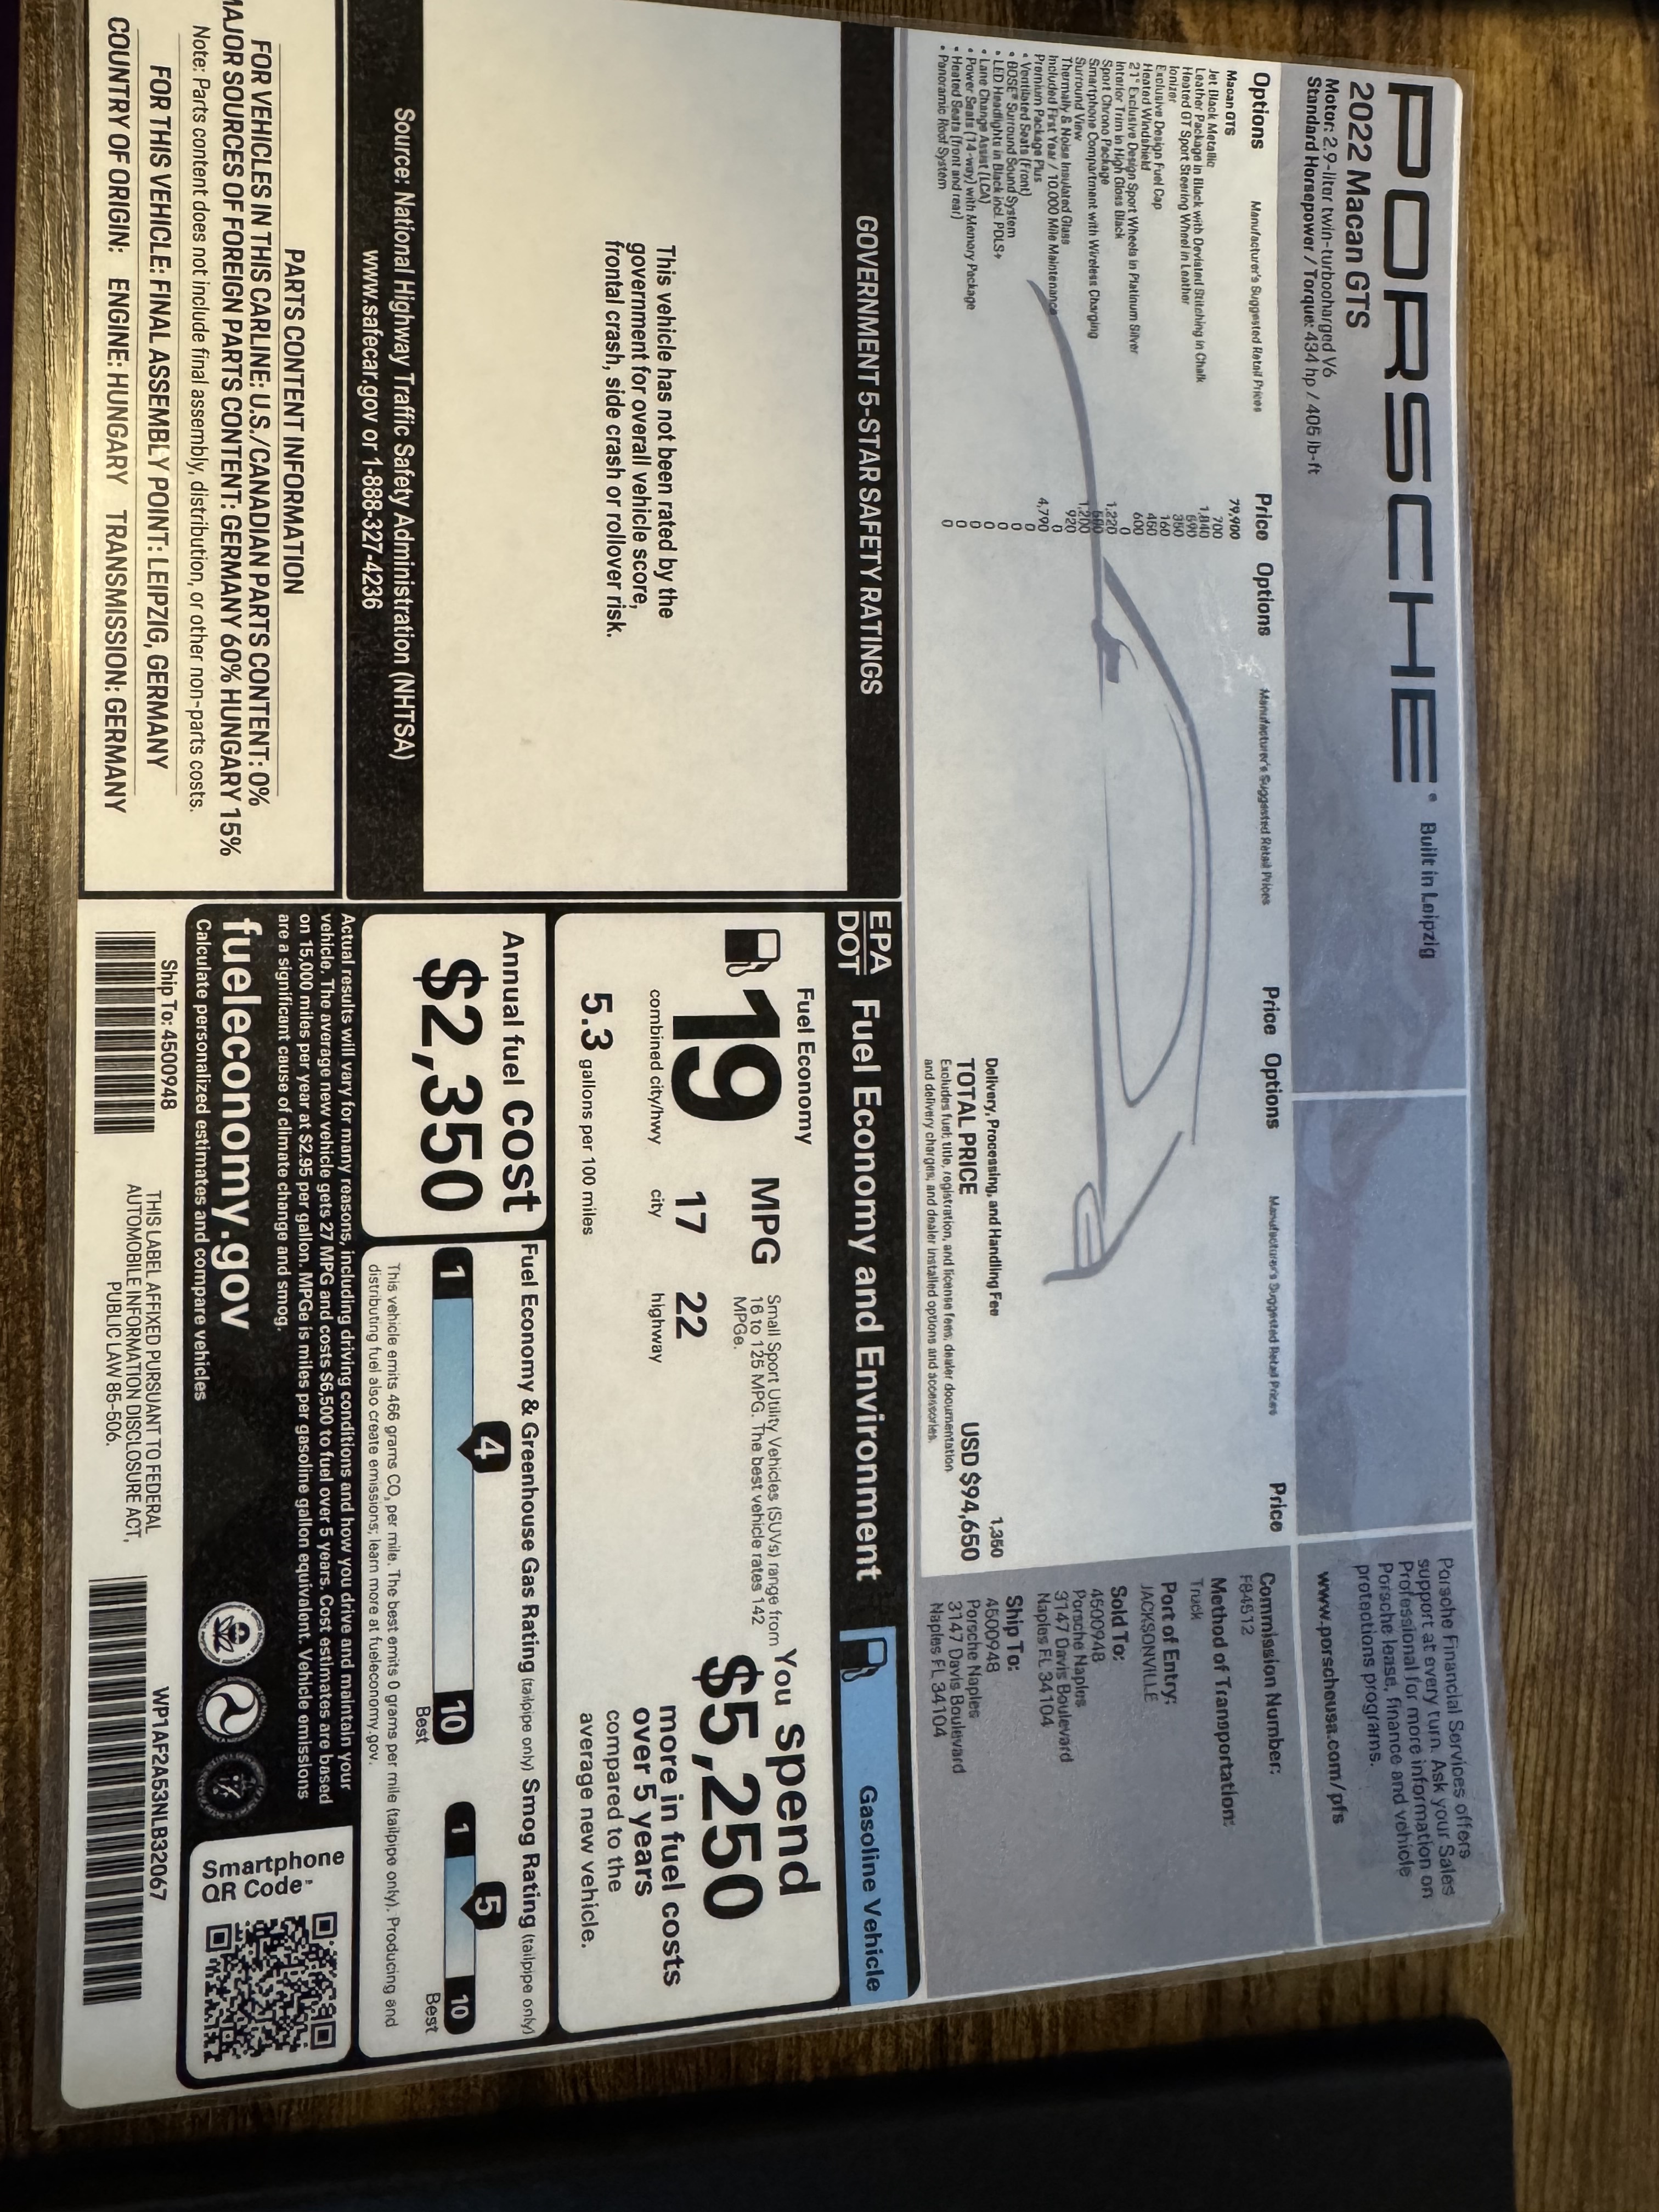 PORSCHE® Built in Leipzig
2022 Macan GTS
Motor: 2.9-liter twin-turbocharged V6
Standard Horsepower / Torque: 434 hp / 405 lb-ft
Porsche Financial Services offers
support at every turn. Ask your Sales
Professional for more information on
Porsche lease, finance and vehicle
protections programs.
www.porscheusa.com/pfs
Options Manufacturer's Suggested Retail Prices Price
Macan GTS 79,900
Jet Black Metallic 700
Leather Package in Black with Deviated Stitching in Chalk 1,840
Heated GT Sport Steering Wheel in Leather 590
Ionizer 350
Exclusive Design Fuel Cap 160
Heated Windshield 450
21" Exclusive Design Sport Wheels in Platinum Silver 600
Interior Trim in High Gloss Black 0
Sport Chrono Package 1,220
Smartphone Compartment with Wireless Charging
Surround View 1,200
Thermally & Noise Insulated Glass 920
Included First Year / 10,000 Mile Maintenance 0
Premium Package Plus 4,790
• Ventilated Seats (Front) 0
• BOSE® Surround Sound System 0
• LED Headlights in Black incl. PDLS+ 0
• Lane Change Assist (LCA) 0
• Power Seats (14-way) with Memory Package 0
• Heated Seats (front and rear) 0
• Panoramic Roof System 0
Options Manufacturer's Suggested Retail Prices Price
Options Manufacturer's Suggested Retail Prices Price
Delivery, Processing, and Handling Fee 1,350
TOTAL PRICE USD $94,650
Excludes fuel; title, registration, and license fees, dealer documentation
and delivery charges; and dealer installed options and accessories.
Commission Number:
F84512
Method of Transportation:
Truck
Port of Entry:
JACKSONVILLE
Sold To:
4500948
Porsche Naples
3147 Davis Boulevard
Naples FL 34104
Ship To:
4500948
Porsche Naples
3147 Davis Boulevard
Naples FL 34104
GOVERNMENT 5-STAR SAFETY RATINGS
This vehicle has not been rated by the
government for overall vehicle score,
frontal crash, side crash or rollover risk.
Source: National Highway Traffic Safety Administration (NHTSA)
www.safecar.gov or 1-888-327-4236
PARTS CONTENT INFORMATION
FOR VEHICLES IN THIS CARLINE: U.S./CANADIAN PARTS CONTENT: 0%
MAJOR SOURCES OF FOREIGN PARTS CONTENT: GERMANY 60% HUNGARY 15%
Note: Parts content does not include final assembly, distribution, or other non-parts costs.
FOR THIS VEHICLE: FINAL ASSEMBLY POINT: LEIPZIG, GERMANY
COUNTRY OF ORIGIN: ENGINE: HUNGARY TRANSMISSION: GERMANY
EPA
DOT
Fuel Economy and Environment
Gasoline Vehicle
Fuel Economy
19 MPG
combined city/hwy
17
city
22
highway
5.3 gallons per 100 miles
Small Sport Utility Vehicles (SUVs) range from
16 to 125 MPG. The best vehicle rates 142
MPGe.
You spend
$5,250
more in fuel costs
over 5 years
compared to the
average new vehicle.
Annual fuel cost
$2,350
Fuel Economy & Greenhouse Gas Rating (tailpipe only)
1
4
10
Best
Smog Rating (tailpipe only)
1
5
10
Best
This vehicle emits 466 grams CO₂ per mile. The best emits 0 grams per mile (tailpipe only). Producing and
distributing fuel also create emissions; learn more at fueleconomy.gov.
Actual results will vary for many reasons, including driving conditions and how you drive and maintain your
vehicle. The average new vehicle gets 27 MPG and costs $6,500 to fuel over 5 years. Cost estimates are based
on 15,000 miles per year at $2.95 per gallon. MPGe is miles per gasoline gallon equivalent. Vehicle emissions
are a significant cause of climate change and smog.
fueleconomy.gov
Calculate personalized estimates and compare vehicles
Smartphone
QR Code™
Ship To: 4500948
THIS LABEL AFFIXED PURSUANT TO FEDERAL
AUTOMOBILE INFORMATION DISCLOSURE ACT,
PUBLIC LAW 85-506.
WP1AF2A53NLB32067